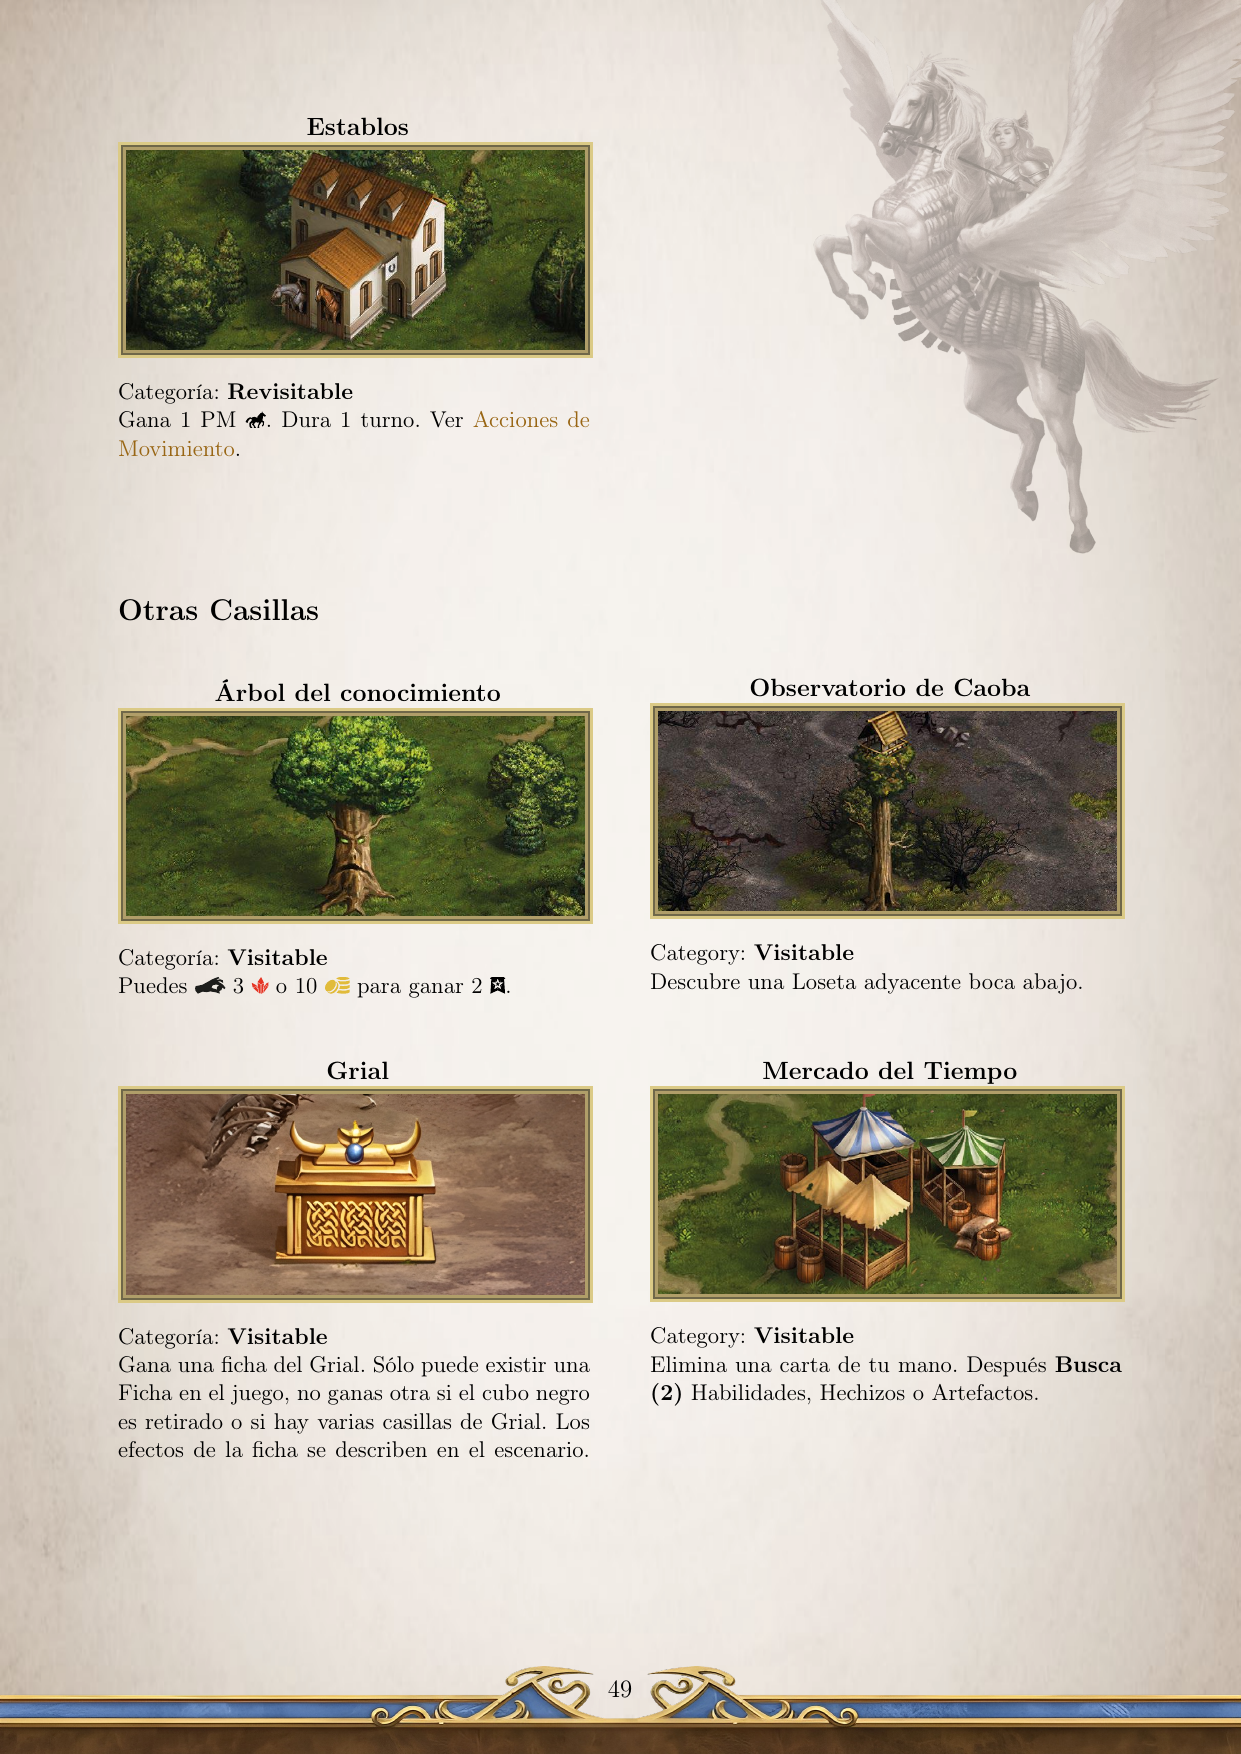 Establos
Categoría: Revisitable
Gana 1 PM. Dura 1 turno. Ver Acciones de
Movimiento.
Otras Casillas
Árbol del conocimiento
Categoría: Visitable
Puedes 3 o 10 para ganar 2.
Observatorio de Caoba
Category: Visitable
Descubre una Loseta adyacente boca abajo.
Grial
Categoría: Visitable
Gana una ficha del Grial. Sólo puede existir una
Ficha en el juego, no ganas otra si el cubo negro
es retirado o si hay varias casillas de Grial. Los
efectos de la ficha se describen en el escenario.
Mercado del Tiempo
Category: Visitable
Elimina una carta de tu mano. Después Busca
(2) Habilidades, Hechizos o Artefactos.
49